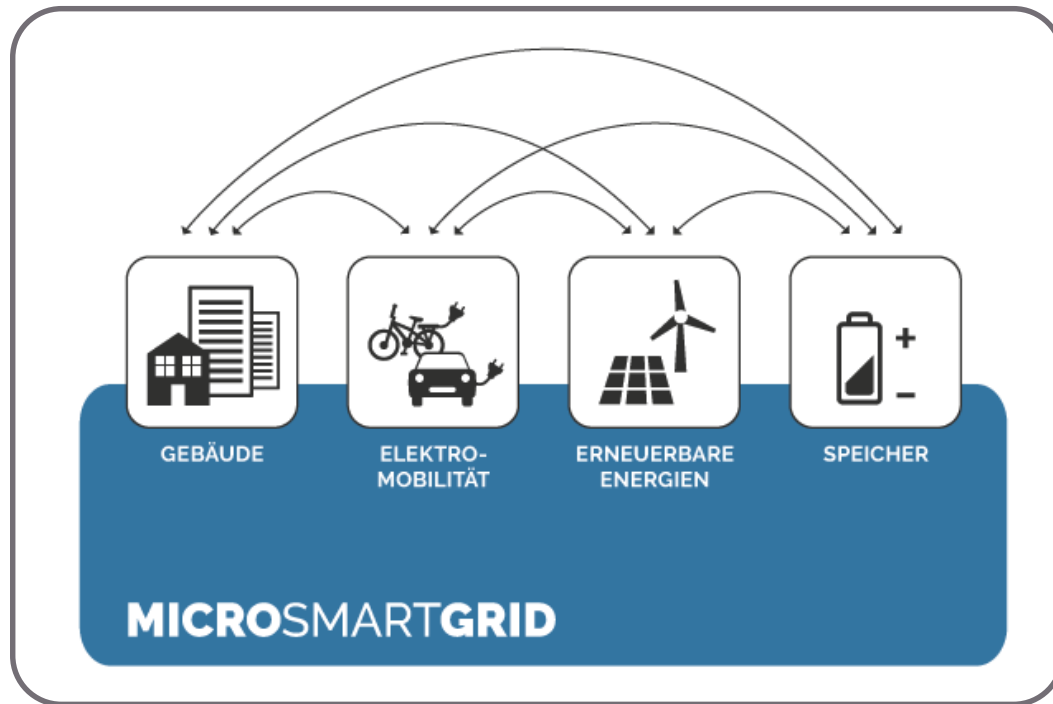 +
−
GEBÄUDE
ELEKTRO-
MOBILITÄT
ERNEUERBARE
ENERGIEN
SPEICHER
MICROSMARTGRID